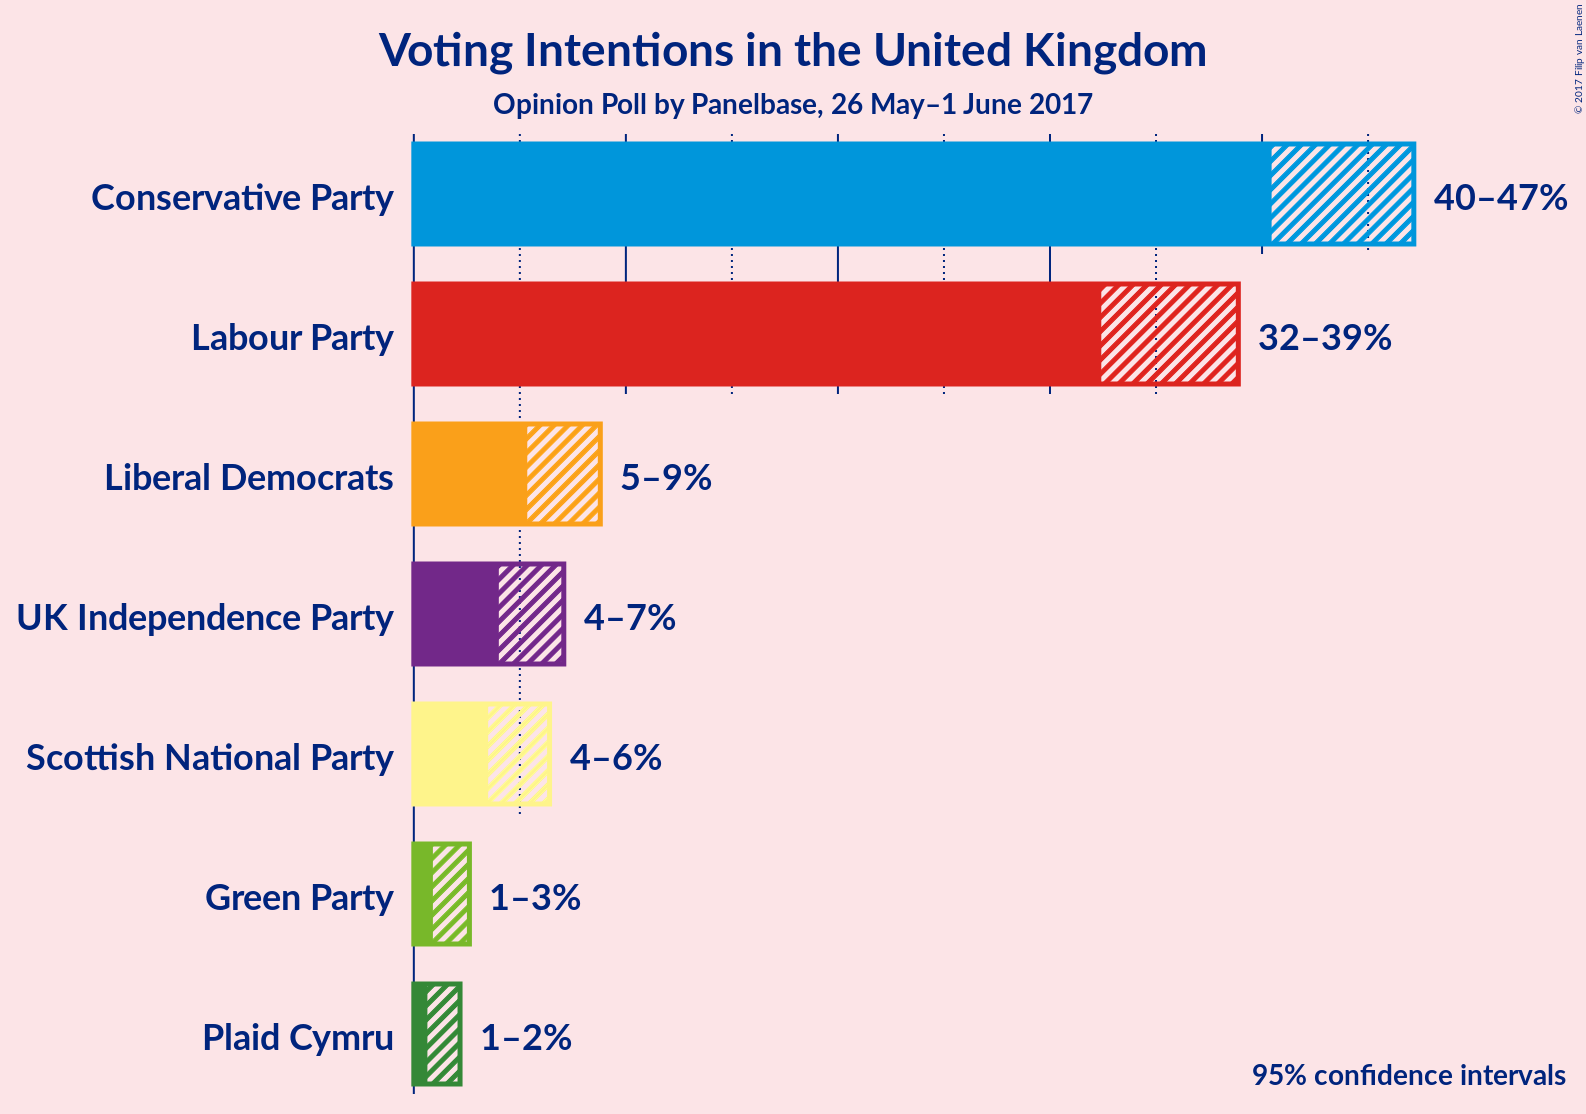 Voting Intentions in the United Kingdom
Opinion Poll by Panelbase, 26 May–1 June 2017
© 2017 Filip van Laenen
Conservative Party 40–47%
Labour Party 32–39%
Liberal Democrats 5–9%
UK Independence Party 4–7%
Scottish National Party 4–6%
Green Party 1–3%
Plaid Cymru 1–2%
95% confidence intervals